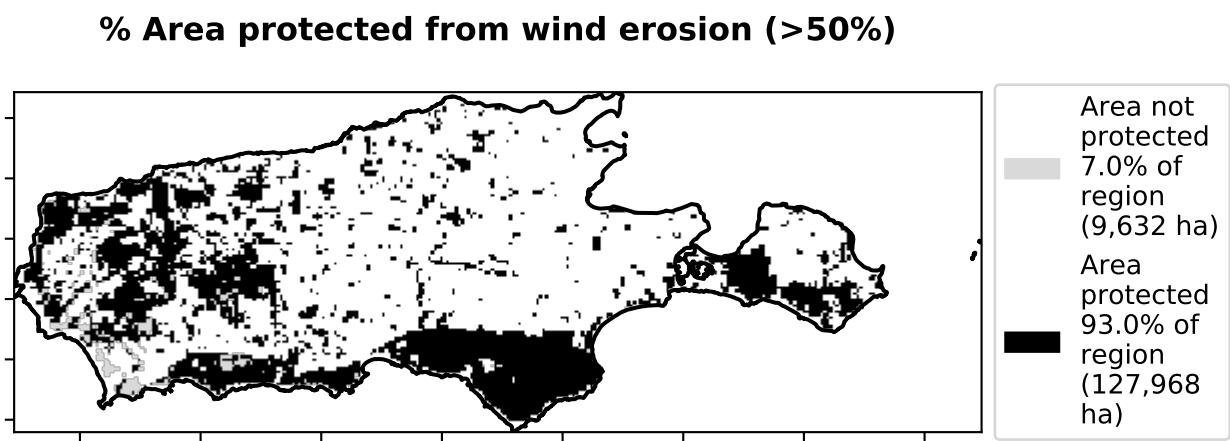 % Area protected from wind erosion (>50%)
Area not
protected
7.0% of
region
(9,632 ha)
Area
protected
93.0% of
region
(127,968
ha)